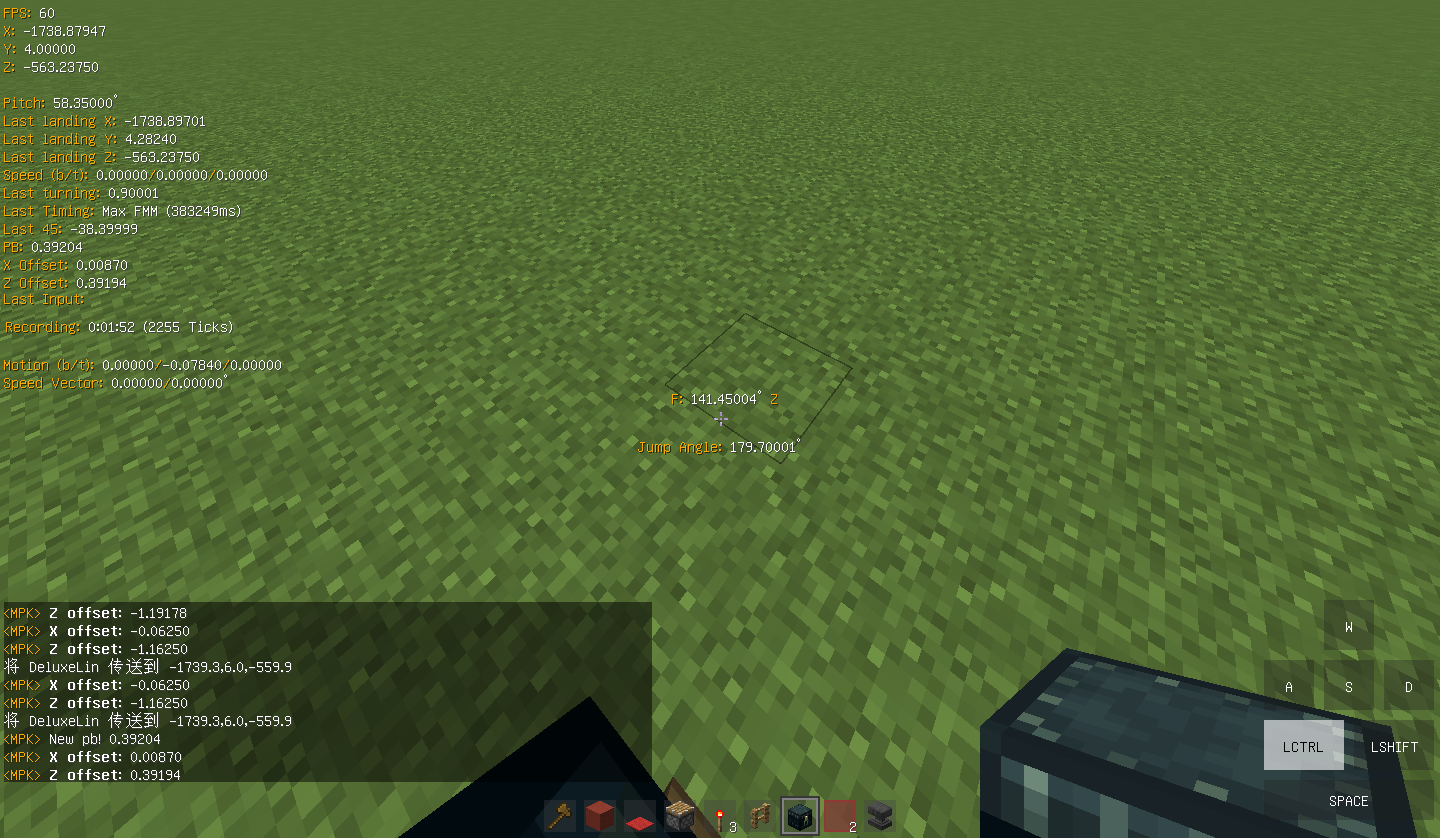 FPS: 60
X: -1738.87947
Y: 4.00000
Z: -563.23750
Pitch: 58.35000°
Last landing X: -1738.89701
Last landing Y: 4.28240
Last landing Z: -563.23750
Speed (b/t): 0.00000/0.00000/0.00000
Last turning: 0.90001
Last Timing: Max FMM (383249ms)
Last 45: -38.39999
PB: 0.39204
X Offset: 0.00870
Z Offset: 0.39194
Last Input:
Recording: 0:01:52 (2255 Ticks)
Motion (b/t): 0.00000/-0.07840/0.00000
Speed Vector: 0.00000/0.00000°
F: 141.45004° Z
Jump Angle: 179.70001°
<MPK> Z offset: -1.19178
<MPK> X offset: -0.06250
<MPK> Z offset: -1.16250
将 DeluxeLin 传送到 -1739.3,6.0,-559.9
<MPK> X offset: -0.06250
<MPK> Z offset: -1.16250
将 DeluxeLin 传送到 -1739.3,6.0,-559.9
<MPK> New pb! 0.39204
<MPK> X offset: 0.00870
<MPK> Z offset: 0.39194
W
A S D
LCTRL LSHIFT
SPACE
3 2